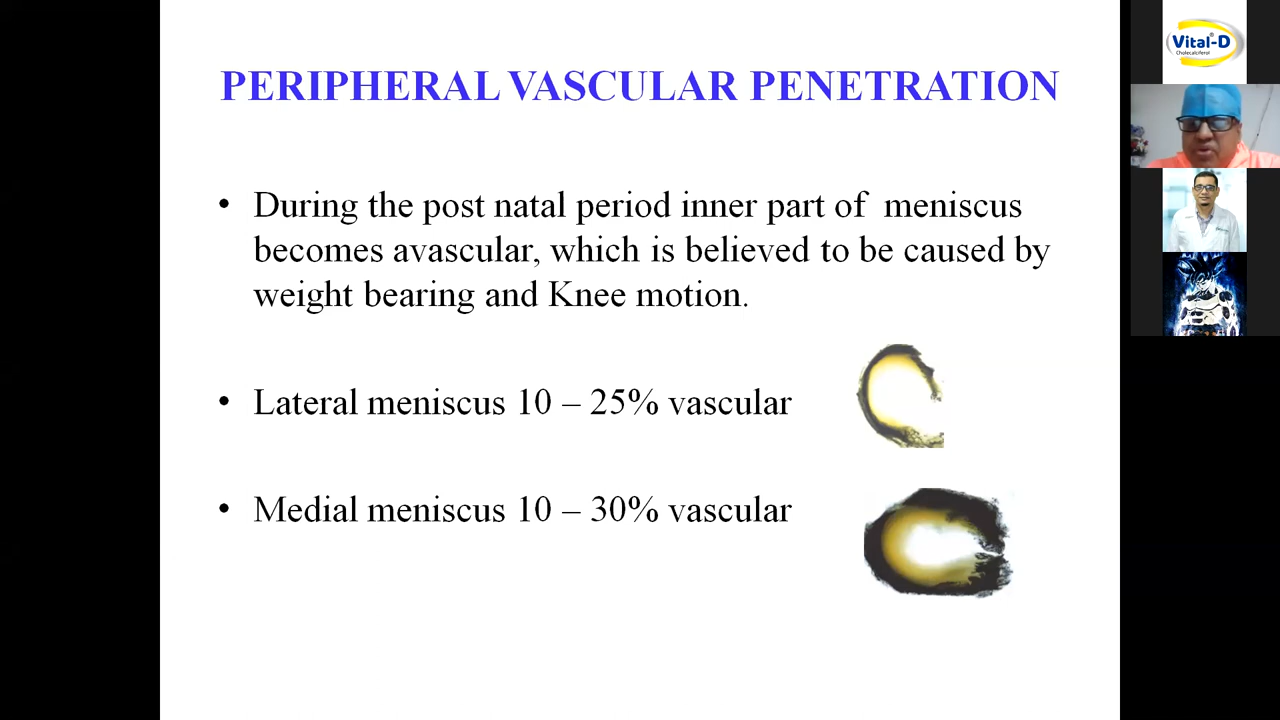 PERIPHERAL VASCULAR PENETRATION
• During the post natal period inner part of meniscus
becomes avascular, which is believed to be caused by
weight bearing and Knee motion.
• Lateral meniscus 10 – 25% vascular
• Medial meniscus 10 – 30% vascular
Vital-D®
Cholecalciferol